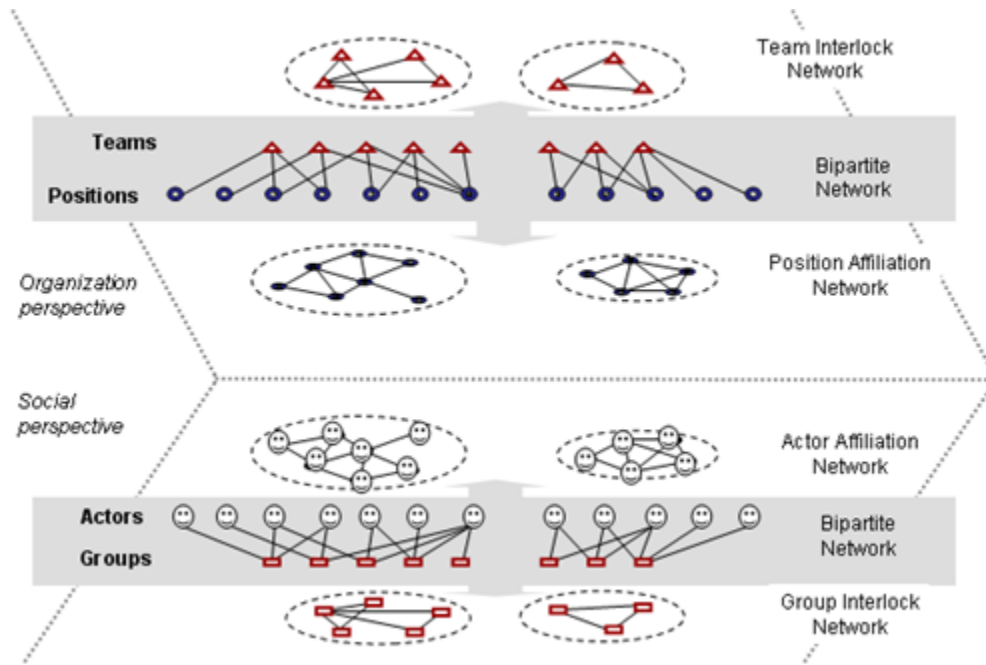 Team Interlock
Network
Teams
Positions
Bipartite
Network
Organization
perspective
Position Affiliation
Network
Social
perspective
Actor Affiliation
Network
Actors
Groups
Bipartite
Network
Group Interlock
Network